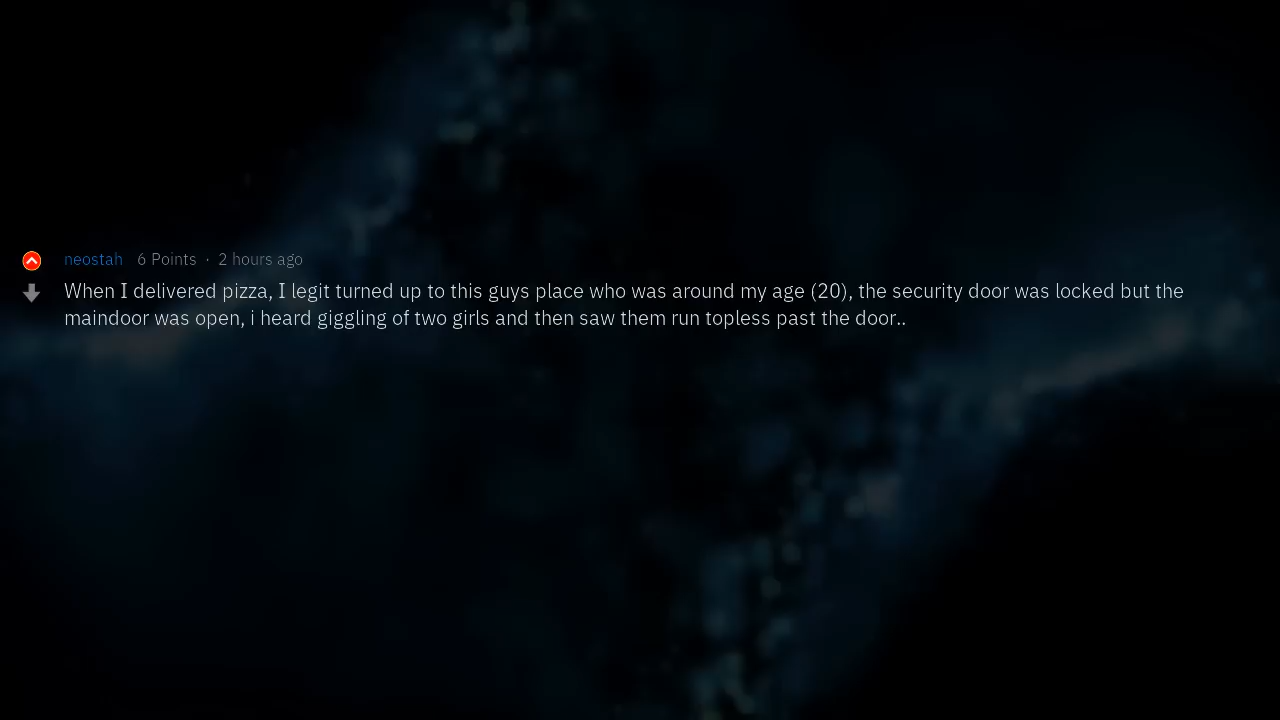 neostah 6 Points · 2 hours ago
When I delivered pizza, I legit turned up to this guys place who was around my age (20), the security door was locked but the
maindoor was open, i heard giggling of two girls and then saw them run topless past the door..